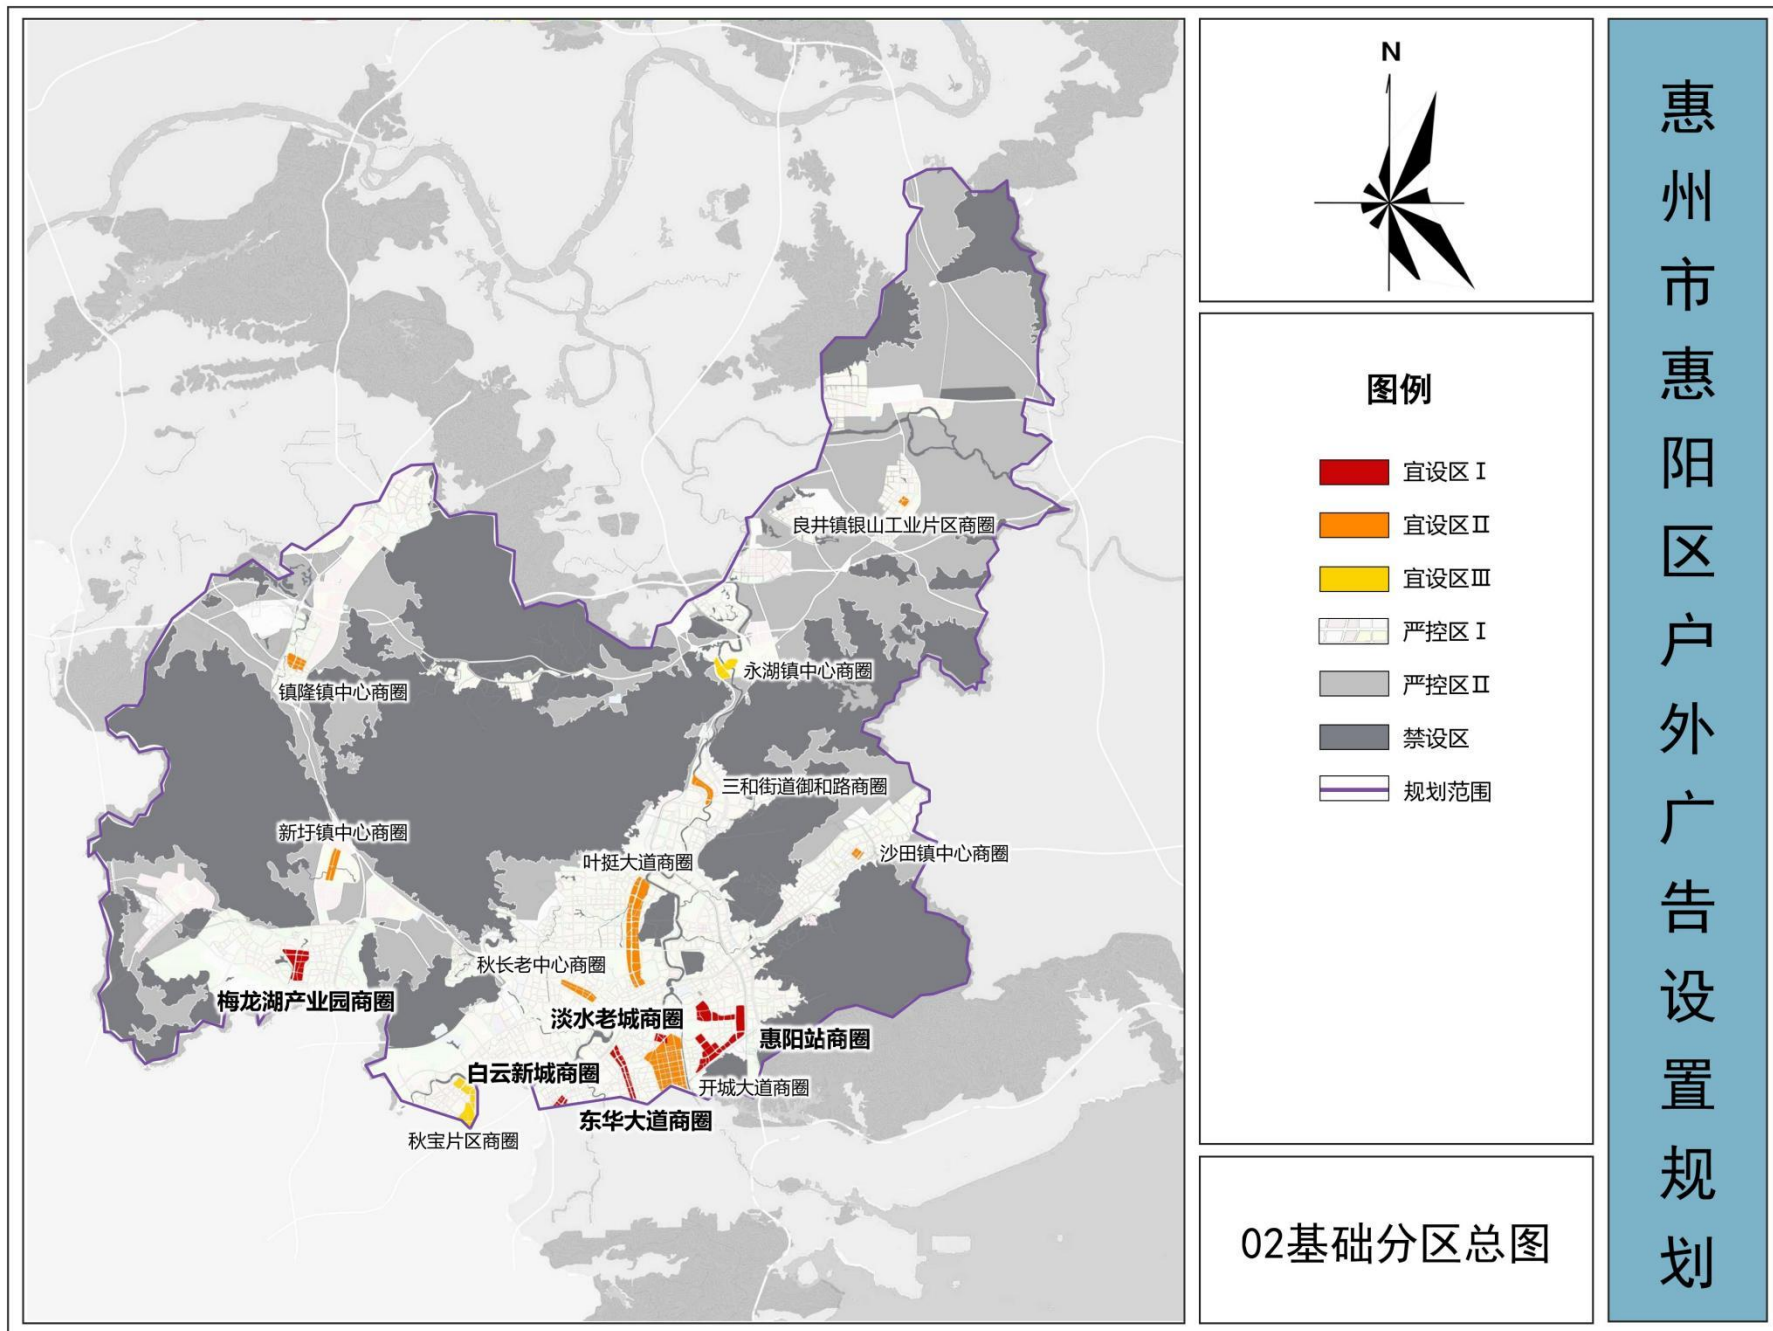 良井镇银山工业片区商圈
永湖镇中心商圈
镇隆镇中心商圈
三和街道御和路商圈
新圩镇中心商圈
叶挺大道商圈
沙田镇中心商圈
秋长老中心商圈
梅龙湖产业园商圈
淡水老城商圈
惠阳站商圈
白云新城商圈
开城大道商圈
东华大道商圈
秋宝片区商圈
N
图例
宜设区Ⅰ
宜设区Ⅱ
宜设区Ⅲ
严控区Ⅰ
严控区Ⅱ
禁设区
规划范围
02基础分区总图
惠州市惠阳区户外广告设置规划